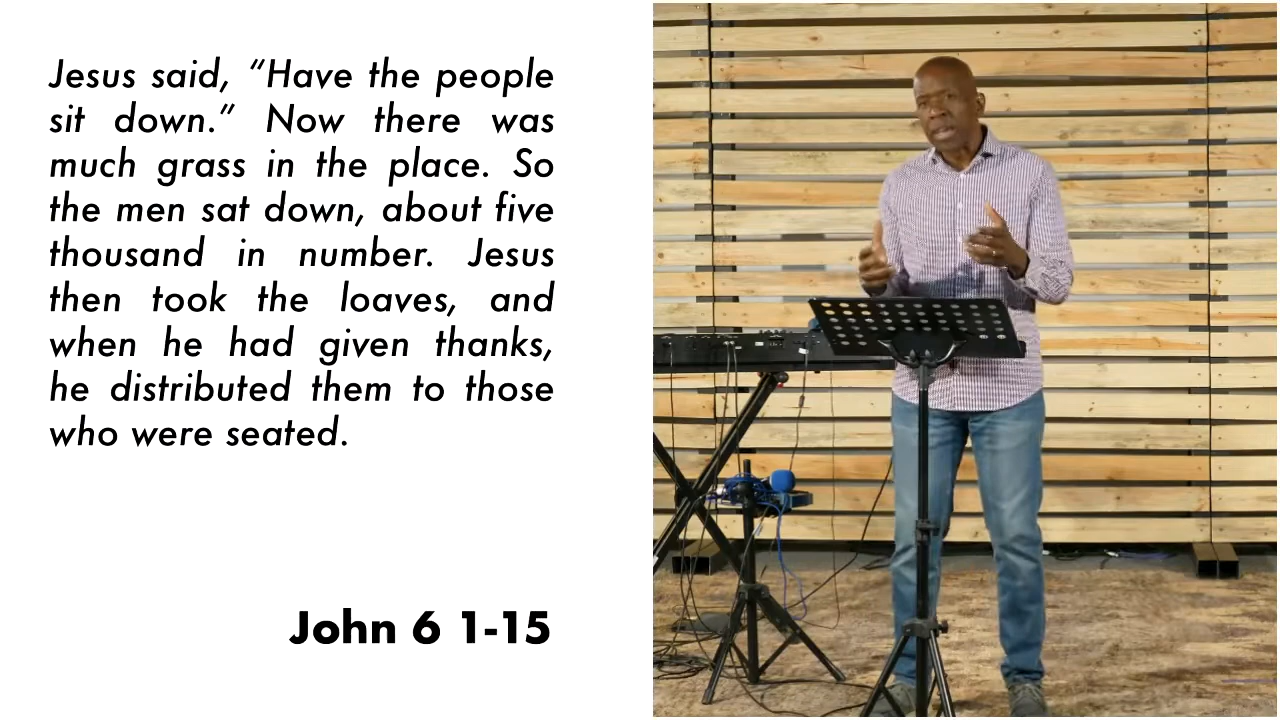 Jesus said, “Have the people
sit down.” Now there was
much grass in the place. So
the men sat down, about five
thousand in number. Jesus
then took the loaves, and
when he had given thanks,
he distributed them to those
who were seated.
John 6 1-15